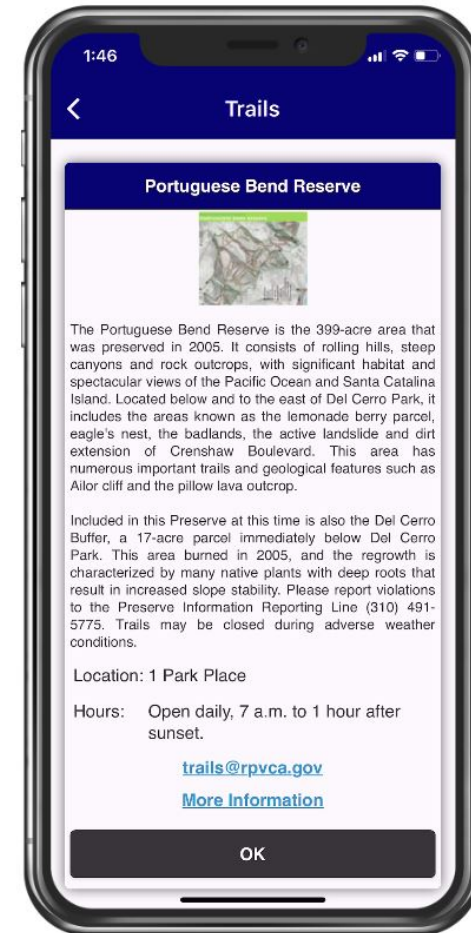 1:46
Trails
Portuguese Bend Reserve
The Portuguese Bend Reserve is the 399-acre area that
was preserved in 2005. It consists of rolling hills, steep
canyons and rock outcrops, with significant habitat and
spectacular views of the Pacific Ocean and Santa Catalina
Island. Located below and to the east of Del Cerro Park, it
includes the areas known as the lemonade berry parcel,
eagle's nest, the badlands, the active landslide and dirt
extension of Crenshaw Boulevard. This area has
numerous important trails and geological features such as
Ailor cliff and the pillow lava outcrop.
Included in this Preserve at this time is also the Del Cerro
Buffer, a 17-acre parcel immediately below Del Cerro
Park. This area burned in 2005, and the regrowth is
characterized by many native plants with deep roots that
result in increased slope stability. Please report violations
to the Preserve Information Reporting Line (310) 491-
5775. Trails may be closed during adverse weather
conditions.
Location: 1 Park Place
Hours: Open daily, 7 a.m. to 1 hour after
sunset.
trails@rpvca.gov
More Information
OK